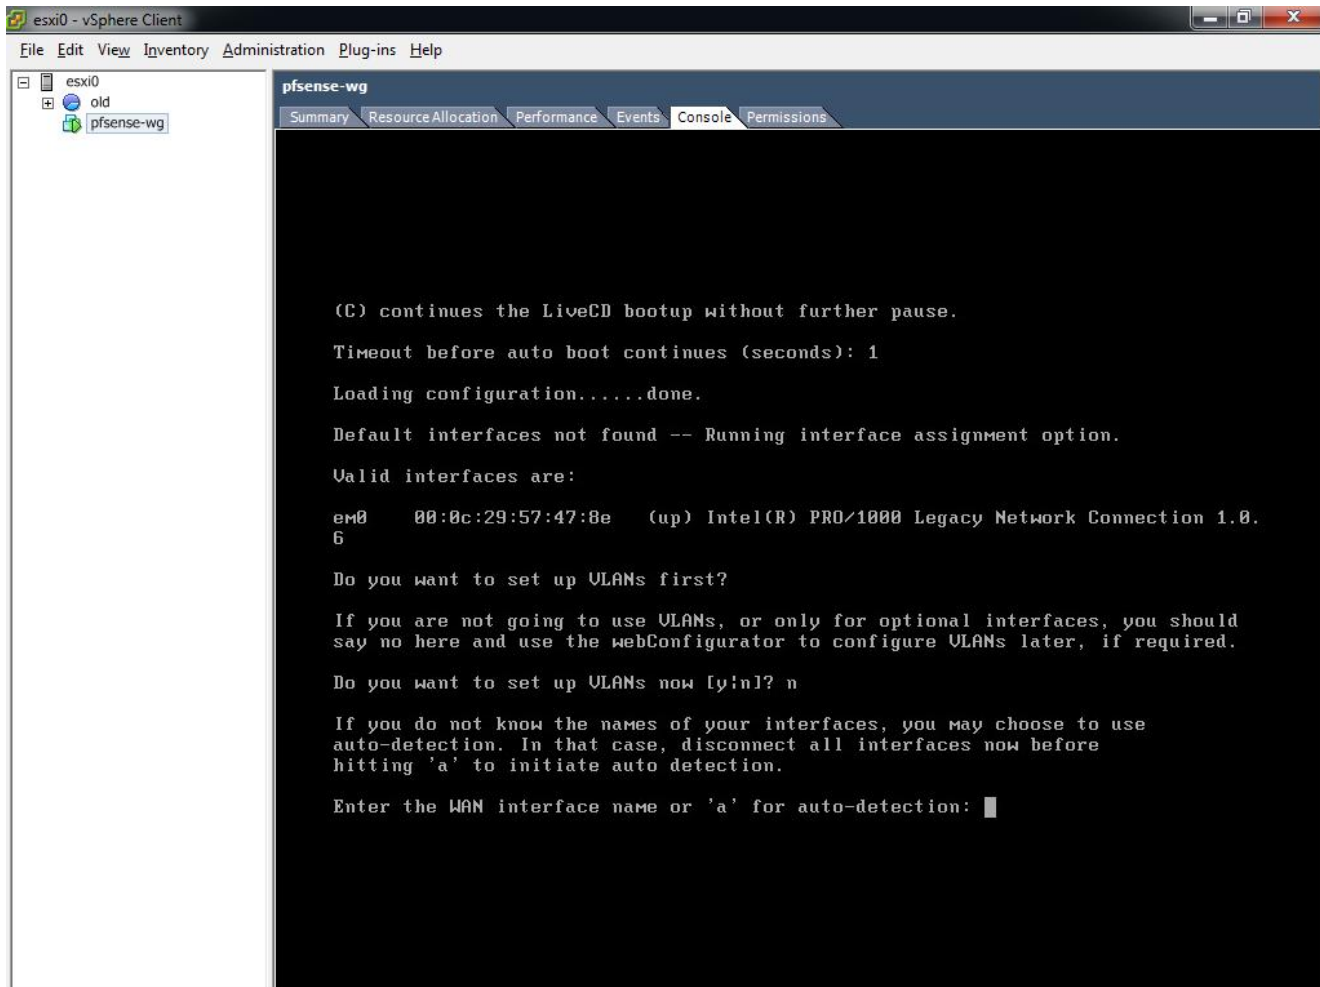 esxi0 - vSphere Client
File Edit View Inventory Administration Plug-ins Help
esxi0
old
pfsense-wg
pfsense-wg
Summary Resource Allocation Performance Events Console Permissions
(C) continues the LiveCD bootup without further pause.
Timeout before auto boot continues (seconds): 1
Loading configuration......done.
Default interfaces not found -- Running interface assignment option.
Valid interfaces are:
em0 00:0c:29:57:47:8e (up) Intel(R) PRO/1000 Legacy Network Connection 1.0.
6
Do you want to set up VLANs first?
If you are not going to use VLANs, or only for optional interfaces, you should
say no here and use the webConfigurator to configure VLANs later, if required.
Do you want to set up VLANs now [y|n]? n
If you do not know the names of your interfaces, you may choose to use
auto-detection. In that case, disconnect all interfaces now before
hitting 'a' to initiate auto detection.
Enter the WAN interface name or 'a' for auto-detection: